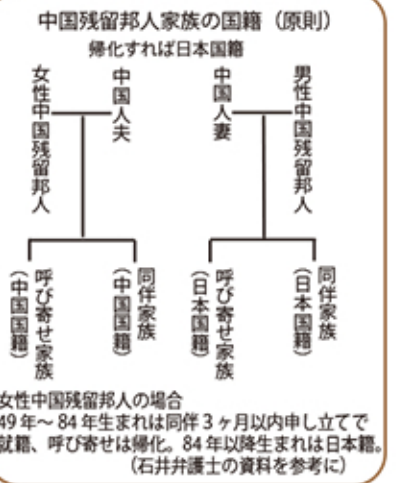 中国残留邦人家族の国籍（原則）
帰化すれば日本国籍
男性中国残留邦人
中国人妻
中国人夫
女性中国残留邦人
同伴家族
（日本国籍）
呼び寄せ家族
（日本国籍）
同伴家族
（中国国籍）
呼び寄せ家族
（中国国籍）
女性中国残留邦人の場合
49年～84年生まれは同伴3ヶ月以内申し立てで
就籍、呼び寄せは帰化。84年以降生まれは日本籍。
（石井弁護士の資料を参考に）